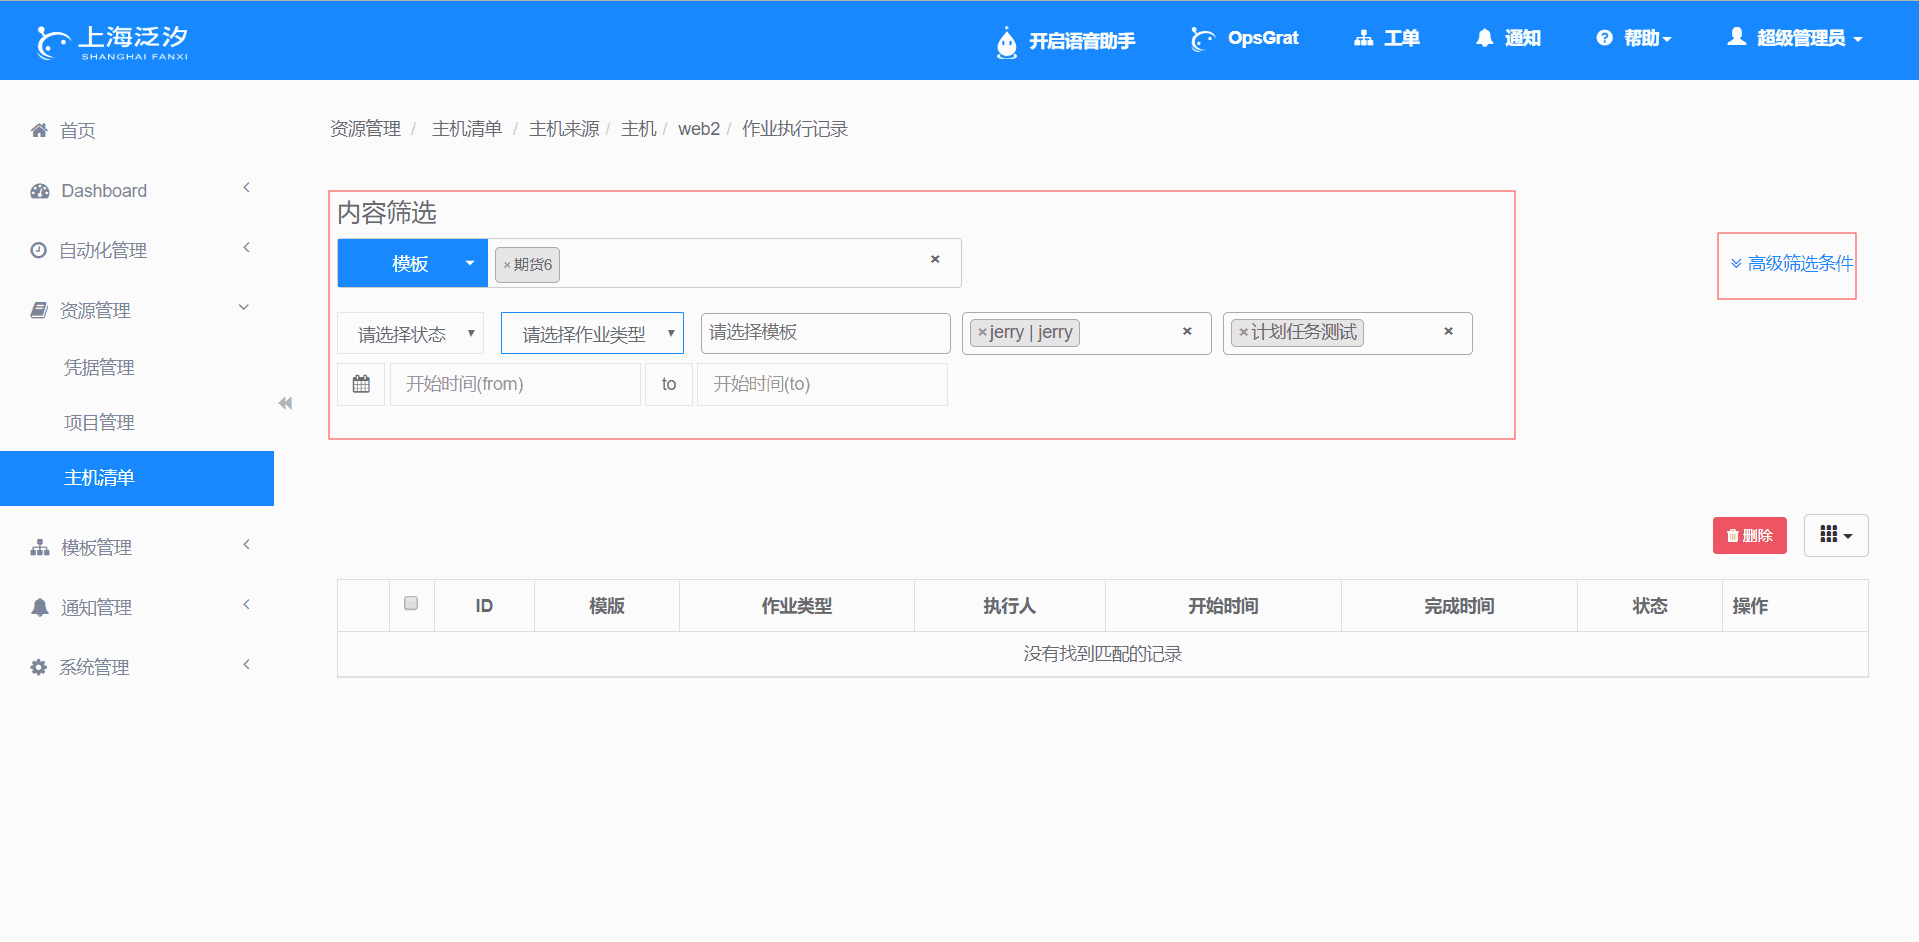 上海泛汐
SHANGHAI FANXI
开启语音助手
OpsGrat
工单
通知
帮助
超级管理员
首页
Dashboard
自动化管理
资源管理
凭据管理
项目管理
主机清单
模板管理
通知管理
系统管理
资源管理 / 主机清单 / 主机来源 / 主机 / web2 / 作业执行记录
内容筛选
模板 ×期货6 ×
高级筛选条件
请选择状态 请选择作业类型 请选择模板 ×jerry | jerry × ×计划任务测试 ×
开始时间(from) to 开始时间(to)
删除
ID 模版 作业类型 执行人 开始时间 完成时间 状态 操作
没有找到匹配的记录